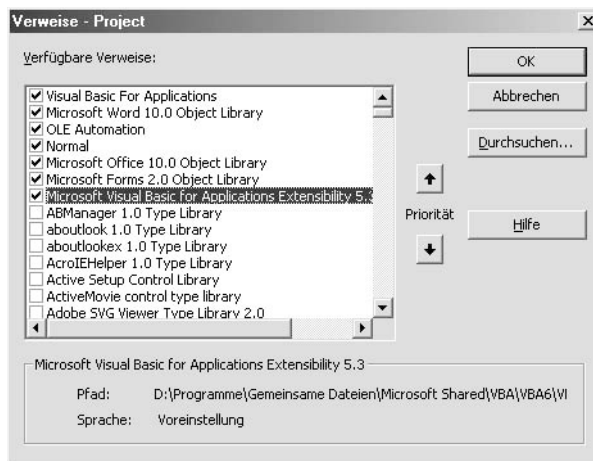 Verweise - Project
Verfügbare Verweise:
Visual Basic For Applications
Microsoft Word 10.0 Object Library
OLE Automation
Normal
Microsoft Office 10.0 Object Library
Microsoft Forms 2.0 Object Library
Microsoft Visual Basic for Applications Extensibility 5.3
ABManager 1.0 Type Library
aboutlook 1.0 Type Library
aboutlookex 1.0 Type Library
AcroIEHelper 1.0 Type Library
Active Setup Control Library
ActiveMovie control type library
Adobe SVG Viewer Type Library 2.0
Priorität
OK
Abbrechen
Durchsuchen...
Hilfe
Microsoft Visual Basic for Applications Extensibility 5.3
Pfad: D:\Programme\Gemeinsame Dateien\Microsoft Shared\VBA\VBA6\VI
Sprache: Voreinstellung